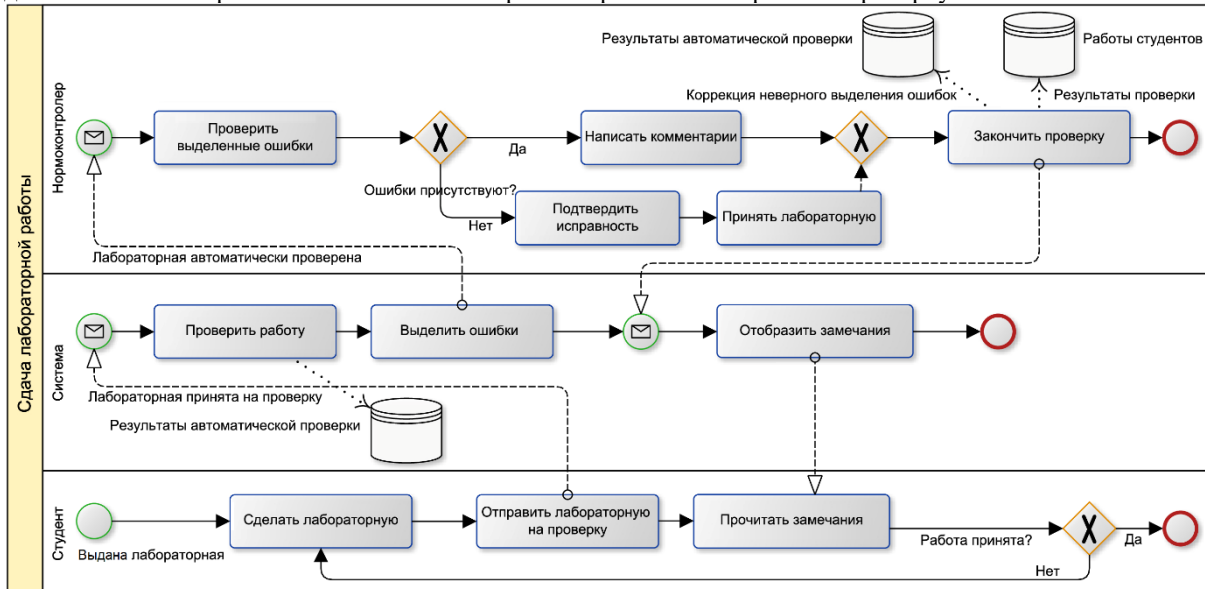 Сдача лабораторной работы
Нормоконтролер
Результаты автоматической проверки
Работы студентов
Коррекция неверного выделения ошибок
Результаты проверки
Проверить
выделенные ошибки
Да
Написать комментарии
Закончить проверку
Ошибки присутствуют?
Нет
Подтвердить
исправность
Принять лабораторную
Лабораторная автоматически проверена
Система
Проверить работу
Выделить ошибки
Отобразить замечания
Лабораторная принята на проверку
Результаты автоматической проверки
Студент
Сделать лабораторную
Отправить лабораторную
на проверку
Прочитать замечания
Работа принята?
Да
Выдана лабораторная
Нет